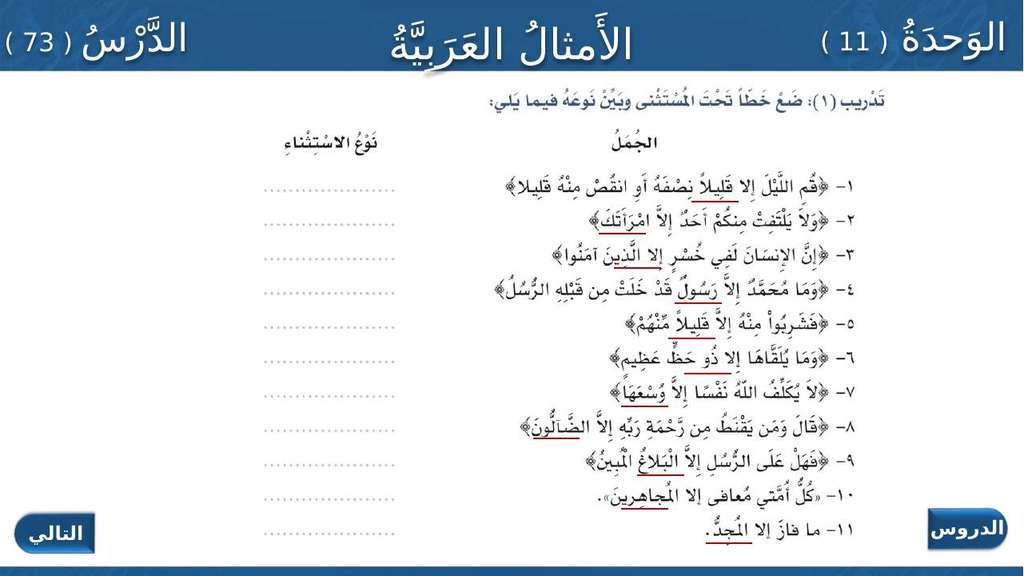 الوَحدَةُ ( 11 )
الأَمثالُ العَرَبِيَّةُ
الدَّرْسُ ( 73 )
تَدْريب (١): ضَعْ خَطّاً تَحْتَ المُسْتَثْنى وبَيِّنْ نَوعَهُ فيما يَلي:
الجُمَلُ نَوْعُ الاسْتِثْناءِ
١- ﴿قُمِ اللَّيْلَ إِلا قَلِيلاً نِصْفَهُ أَوِ انقُصْ مِنْهُ قَلِيلا﴾ .....................
٢- ﴿وَلاَ يَلْتَفِتْ مِنكُمْ أَحَدٌ إِلاَّ امْرَأَتَكَ﴾ .....................
٣- ﴿إِنَّ الإِنسَانَ لَفِي خُسْرٍ إِلا الَّذِينَ آمَنُوا﴾ .....................
٤- ﴿وَمَا مُحَمَّدٌ إِلاَّ رَسُولٌ قَدْ خَلَتْ مِن قَبْلِهِ الرُّسُلُ﴾ .....................
٥- ﴿فَشَرِبُواْ مِنْهُ إِلاَّ قَلِيلاً مِّنْهُمْ﴾ .....................
٦- ﴿وَمَا يُلَقَّاهَا إِلا ذُو حَظٍّ عَظِيمٍ﴾ .....................
٧- ﴿لاَ يُكَلِّفُ اللّهُ نَفْسًا إِلاَّ وُسْعَهَا﴾ .....................
٨- ﴿قَالَ وَمَن يَقْنَطُ مِن رَّحْمَةِ رَبِّهِ إِلاَّ الضَّآلُّونَ﴾ .....................
٩- ﴿فَهَلْ عَلَى الرُّسُلِ إِلاَّ الْبَلاغُ الْمُبِينُ﴾ .....................
١٠- «كُلُّ أُمَّتي مُعافى إلا المُجاهِرينَ». .....................
١١- ما فازَ إلا المُجِدُّ. .....................
الدروس
التالي